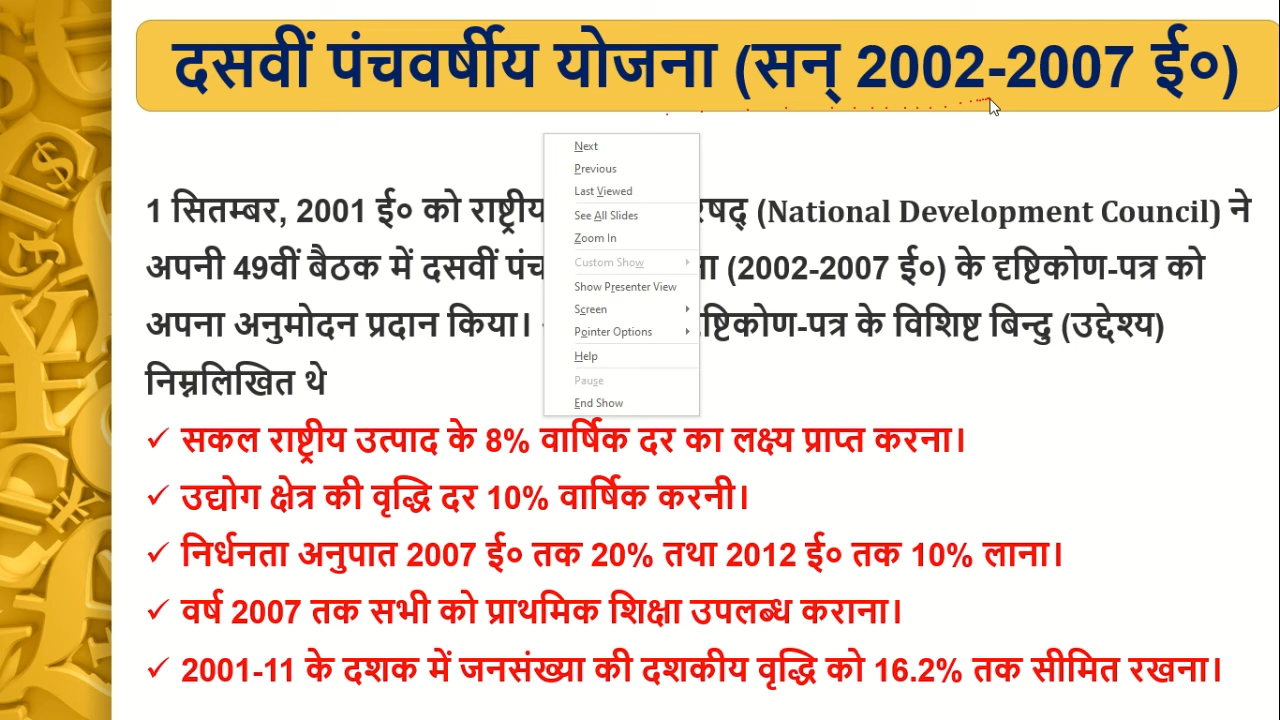 दसवीं पंचवर्षीय योजना (सन् 2002-2007 ई०)
Next
Previous
Last Viewed
See All Slides
Zoom In
Custom Show
Show Presenter View
Screen
Pointer Options
Help
Pause
End Show
1 सितम्बर, 2001 ई० को राष्ट्रीय (National Development Council) ने
अपनी 49वीं बैठक में दसवीं (2002-2007 ई०) के दृष्टिकोण-पत्र को
अपना अनुमोदन प्रदान किया। के विशिष्ट बिन्दु (उद्देश्य)
निम्नलिखित थे
✓ सकल राष्ट्रीय उत्पाद के 8% वार्षिक दर का लक्ष्य प्राप्त करना।
✓ उद्योग क्षेत्र की वृद्धि दर 10% वार्षिक करनी।
✓ निर्धनता अनुपात 2007 ई० तक 20% तथा 2012 ई० तक 10% लाना।
✓ वर्ष 2007 तक सभी को प्राथमिक शिक्षा उपलब्ध कराना।
✓ 2001-11 के दशक में जनसंख्या की दशकीय वृद्धि को 16.2% तक सीमित रखना।